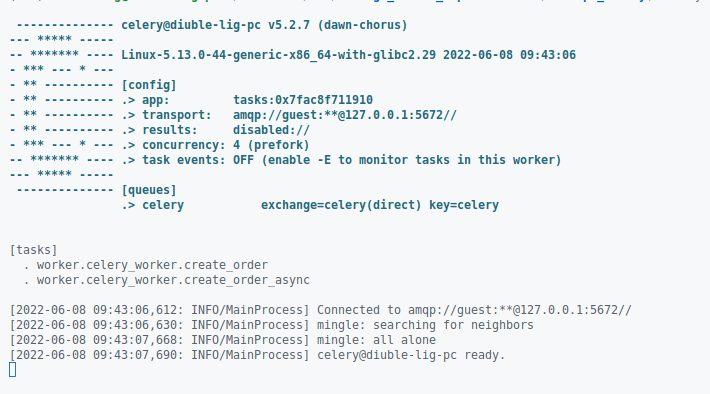 -------------- celery@diuble-lig-pc v5.2.7 (dawn-chorus)
--- ***** -----
-- ******* ---- Linux-5.13.0-44-generic-x86_64-with-glibc2.29 2022-06-08 09:43:06
- *** --- * ---
- ** ---------- [config]
- ** ---------- .> app:         tasks:0x7fac8f711910
- ** ---------- .> transport:   amqp://guest:**@127.0.0.1:5672//
- ** ---------- .> results:     disabled://
- *** --- * --- .> concurrency: 4 (prefork)
-- ******* ---- .> task events: OFF (enable -E to monitor tasks in this worker)
--- ***** -----
 -------------- [queues]
                .> celery           exchange=celery(direct) key=celery
[tasks]
  . worker.celery_worker.create_order
  . worker.celery_worker.create_order_async
[2022-06-08 09:43:06,612: INFO/MainProcess] Connected to amqp://guest:**@127.0.0.1:5672//
[2022-06-08 09:43:06,630: INFO/MainProcess] mingle: searching for neighbors
[2022-06-08 09:43:07,668: INFO/MainProcess] mingle: all alone
[2022-06-08 09:43:07,690: INFO/MainProcess] celery@diuble-lig-pc ready.